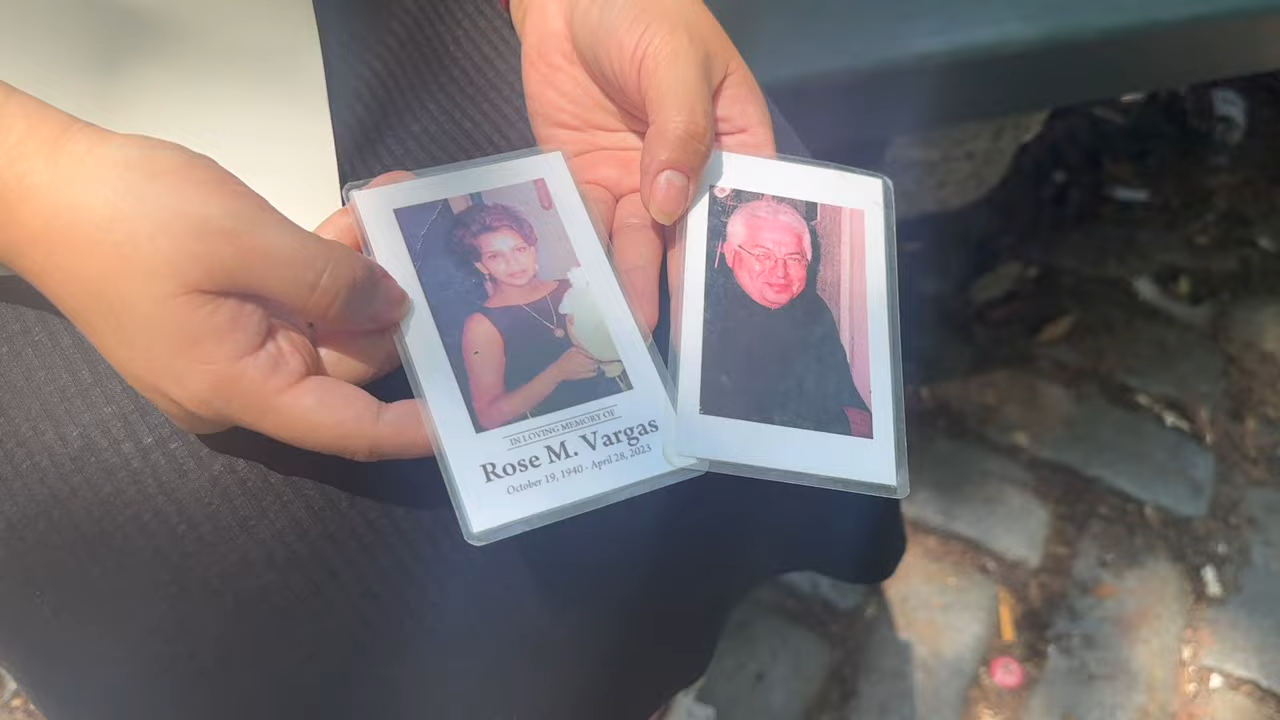 IN LOVING MEMORY OF
Rose M. Vargas
October 19, 1940 - April 28, 2023